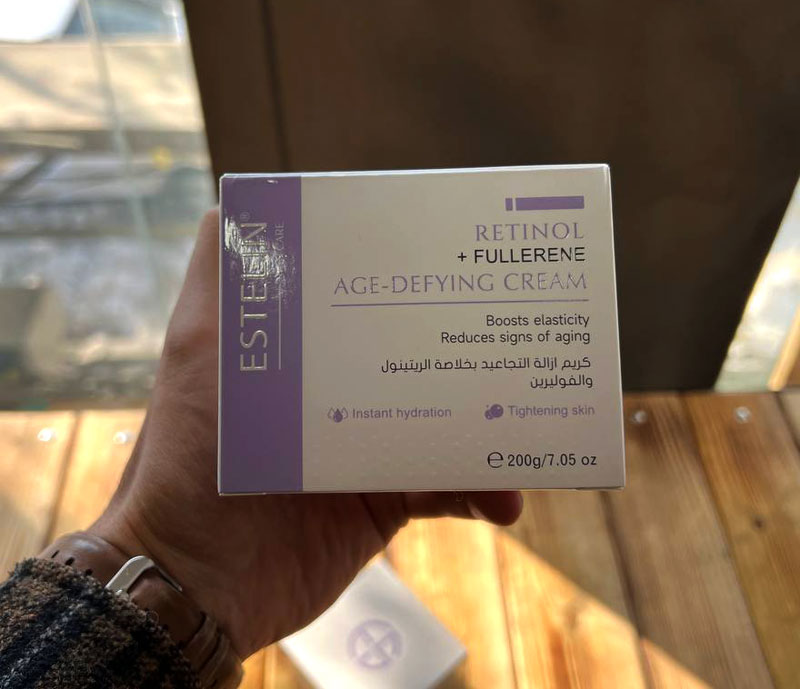 ESTELIN®
CARE
RETINOL
+ FULLERENE
AGE-DEFYING CREAM
Boosts elasticity
Reduces signs of aging
كريم ازالة التجاعيد بخلاصة الريتينول
والفوليرين
Instant hydration
Tightening skin
℮ 200g/7.05 oz